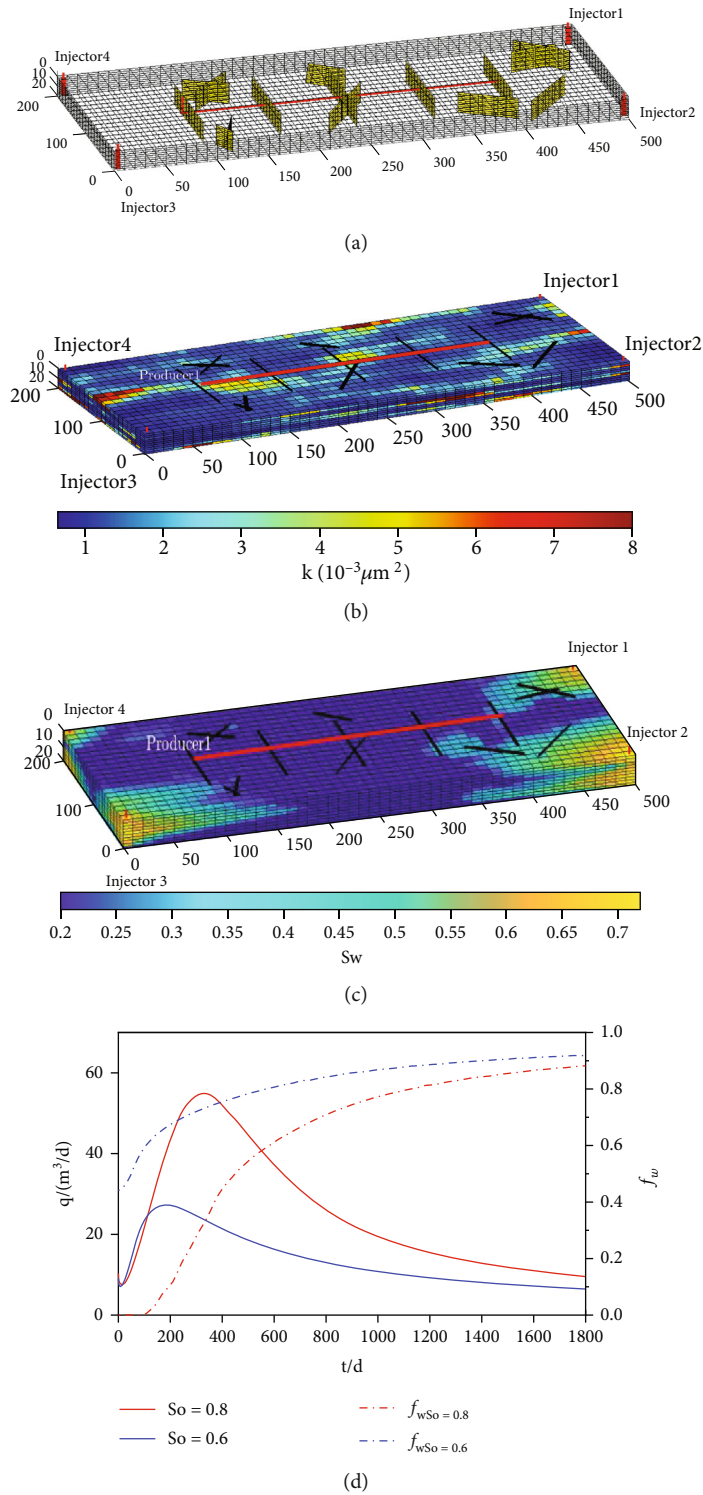 Injector1
Injector4
0
10
20
200
100
0
Injector2
0
50
100
150
200
250
300
350
400
450
500
Injector3
(a)
Injector1
Injector4
Injector2
Producer1
0
10
20
200
100
0
0
50
100
150
200
250
300
350
400
450
500
Injector3
1 2 3 4 5 6 7 8
k (10⁻³μm²)
(b)
Injector 1
Injector 4
Injector 2
Producer1
0
10
20
200
100
0
0
50
100
150
200
250
300
350
400
450
500
Injector 3
0.2 0.25 0.3 0.35 0.4 0.45 0.5 0.55 0.6 0.65 0.7
Sw
(c)
60
40
20
0
q/(m³/d)
1.0
0.8
0.6
0.4
0.2
0.0
f_w
0 200 400 600 800 1000 1200 1400 1600 1800
t/d
So = 0.8
f_wSo = 0.8
So = 0.6
f_wSo = 0.6
(d)